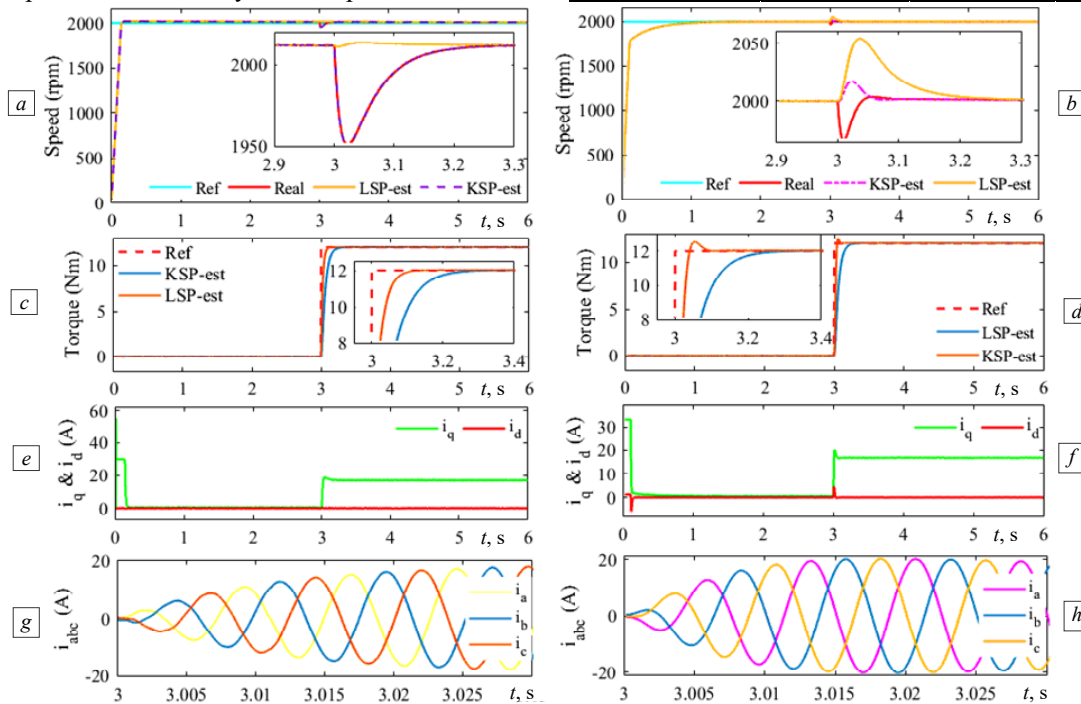 2000
1500
1000
500
0
Speed (rpm)
a
2000
1950
2.9 3 3.1 3.2 3.3
Ref Real LSP-est KSP-est
0 1 2 3 4 5 6
t, s
2000
1500
1000
500
0
Speed (rpm)
b
2050
2000
2.9 3 3.1 3.2 3.3
Ref Real KSP-est LSP-est
0 1 2 3 4 5 6
t, s
10
5
0
Torque (Nm)
c
Ref
KSP-est
LSP-est
12
10
8
3 3.2 3.4
0 1 2 3 4 5 6
t, s
10
5
0
Torque (Nm)
d
12
10
8
3 3.1 3.2 3.3 3.4
Ref
LSP-est
KSP-est
0 1 2 3 4 5 6
t, s
60
40
20
0
i_q & i_d (A)
e
i_q i_d
0 1 2 3 4 5 6
t, s
30
20
10
0
i_q & i_d (A)
f
i_q i_d
0 1 2 3 4 5 6
t, s
20
0
-20
i_abc (A)
g
i_a
i_b
i_c
3 3.005 3.01 3.015 3.02 3.025
t, s
20
0
-20
i_abc (A)
h
i_a
i_b
i_c
3 3.005 3.01 3.015 3.02 3.025
t, s